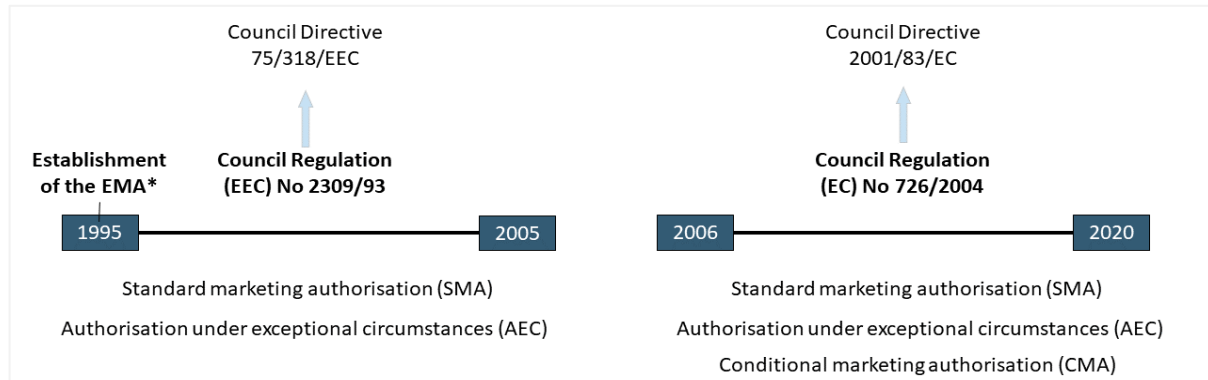 Council Directive
75/318/EEC
Council Directive
2001/83/EC
Establishment
of the EMA*
Council Regulation
(EEC) No 2309/93
Council Regulation
(EC) No 726/2004
1995
2005
2006
2020
Standard marketing authorisation (SMA)
Authorisation under exceptional circumstances (AEC)
Standard marketing authorisation (SMA)
Authorisation under exceptional circumstances (AEC)
Conditional marketing authorisation (CMA)